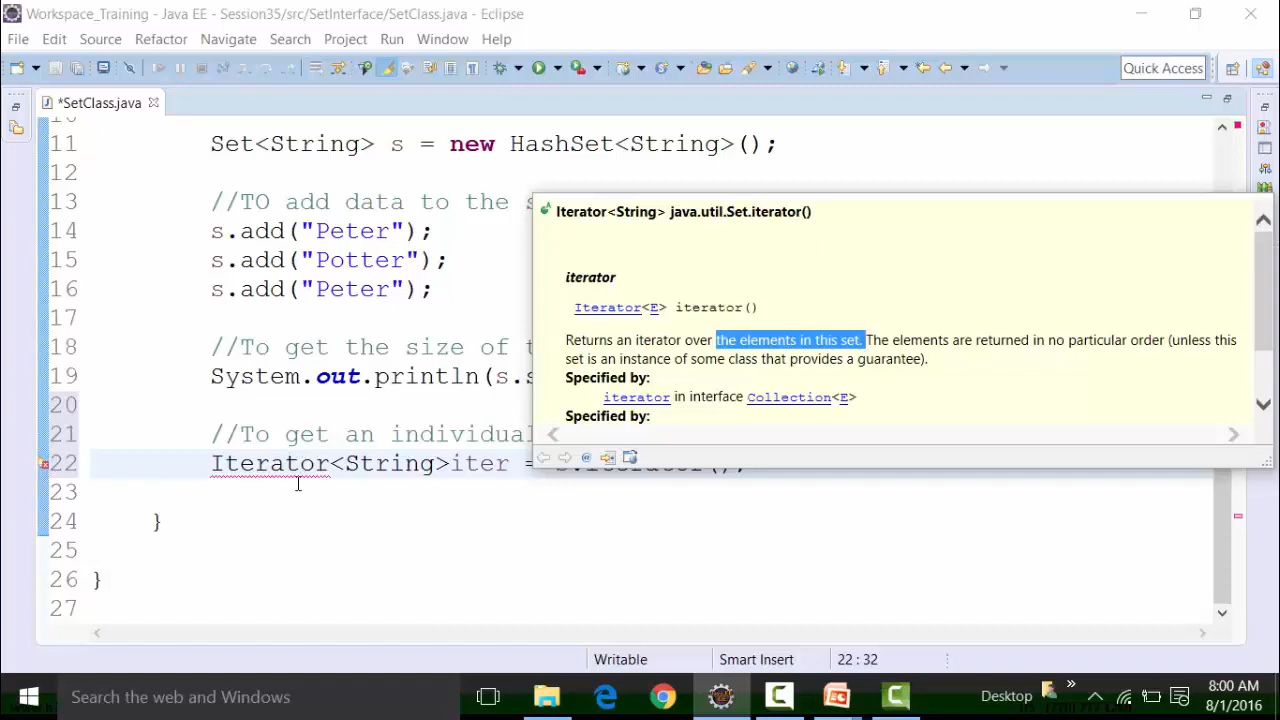 Workspace_Training - Java EE - Session35/src/SetInterface/SetClass.java - Eclipse
File Edit Source Refactor Navigate Search Project Run Window Help
Quick Access
*SetClass.java
11 Set<String> s = new HashSet<String>();
12
13 //TO add data to the s
14 s.add("Peter");
15 s.add("Potter");
16 s.add("Peter");
17
18 //To get the size of t
19 System.out.println(s.s
20
21 //To get an individual
22 Iterator<String>iter = s.iterator();
23
24 }
25
26 }
27
Iterator<String> java.util.Set.iterator()
iterator
Iterator<E> iterator()
Returns an iterator over the elements in this set. The elements are returned in no particular order (unless this
set is an instance of some class that provides a guarantee).
Specified by:
iterator in interface Collection<E>
Specified by:
Writable Smart Insert 22 : 32
Search the web and Windows
Desktop
8:00 AM
8/1/2016